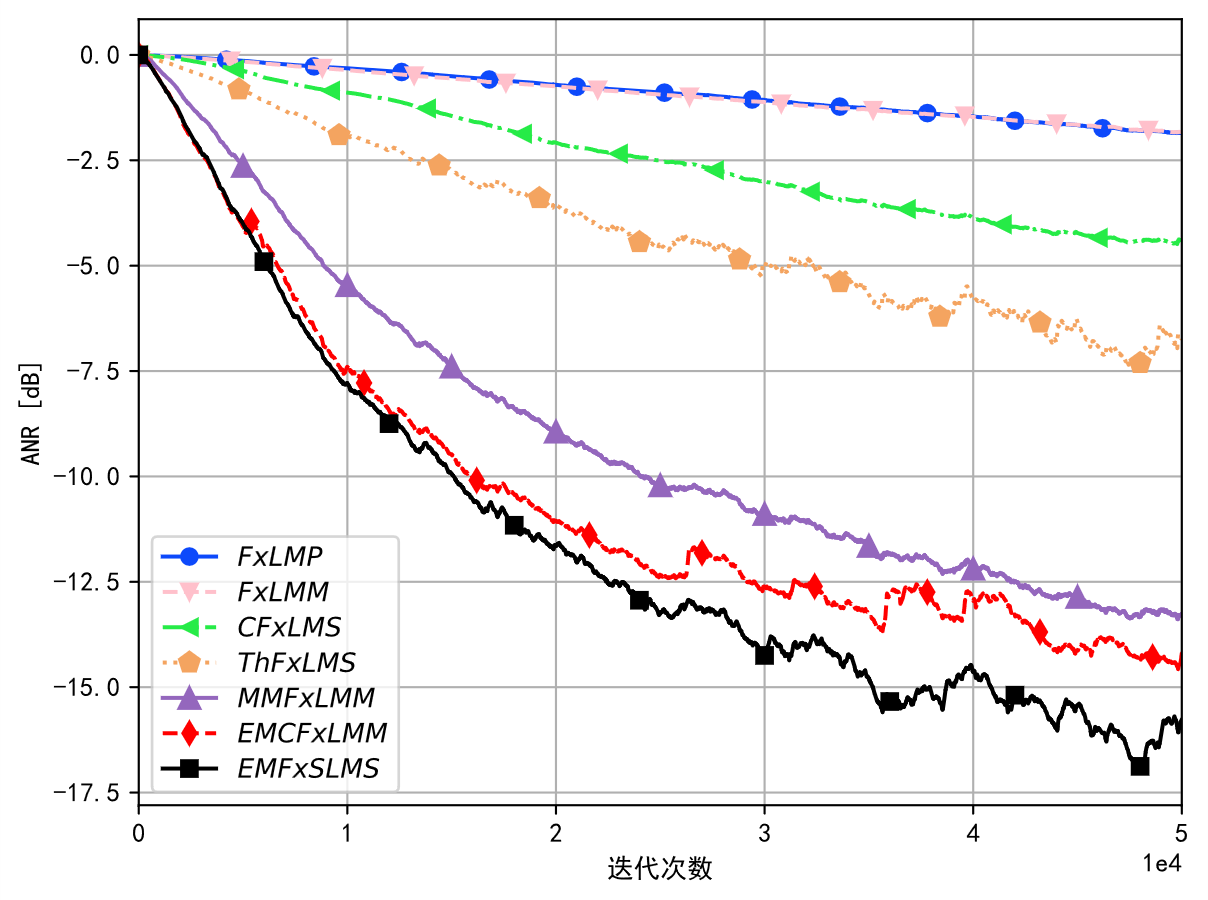 0.0
−2.5
−5.0
−7.5
−10.0
−12.5
−15.0
−17.5
ANR [dB]
FxLMP
FxLMM
CFxLMS
ThFxLMS
MMFxLMM
EMCFxLMM
EMFxSLMS
0 1 2 3 4 5
1e4
迭代次数